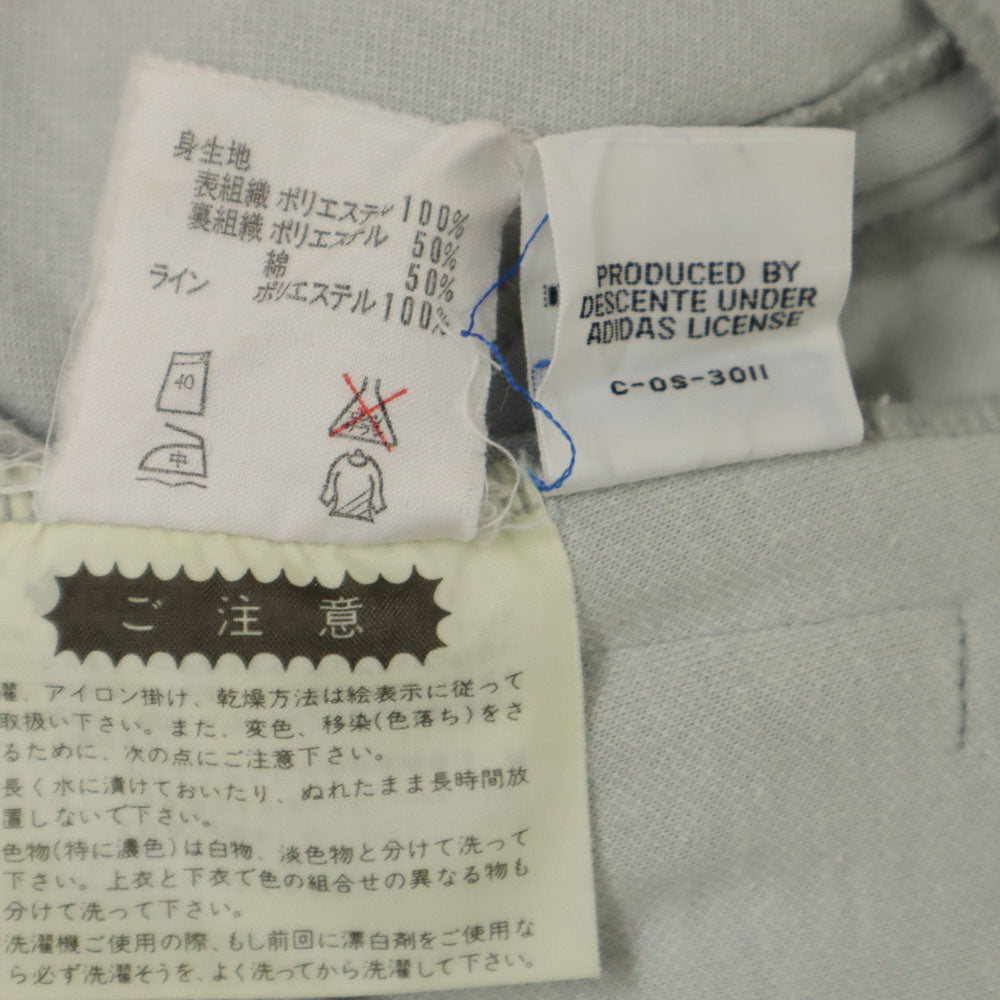 身生地
表組織 ポリエステル 100%
裏組織 ポリエステル 50%
綿 50%
ライン ポリエステル 100%
40
中
PRODUCED BY
DESCENTE UNDER
ADIDAS LICENSE
C-OS-3011
ご注意
濯、アイロン掛け、乾燥方法は絵表示に従って
取扱い下さい。また、変色、移染(色落ち)をさ
るために、次の点にご注意下さい。
長く水に漬けておいたり、ぬれたまま長時間放
置しないで下さい。
色物(特に濃色)は白物、淡色物と分けて洗って
下さい。上衣と下衣で色の組合せの異なる物も
分けて洗って下さい。
洗濯機ご使用の際、もし前回に漂白剤をご使用な
ら必ず洗濯そうを、よく洗ってから洗濯して下さい。